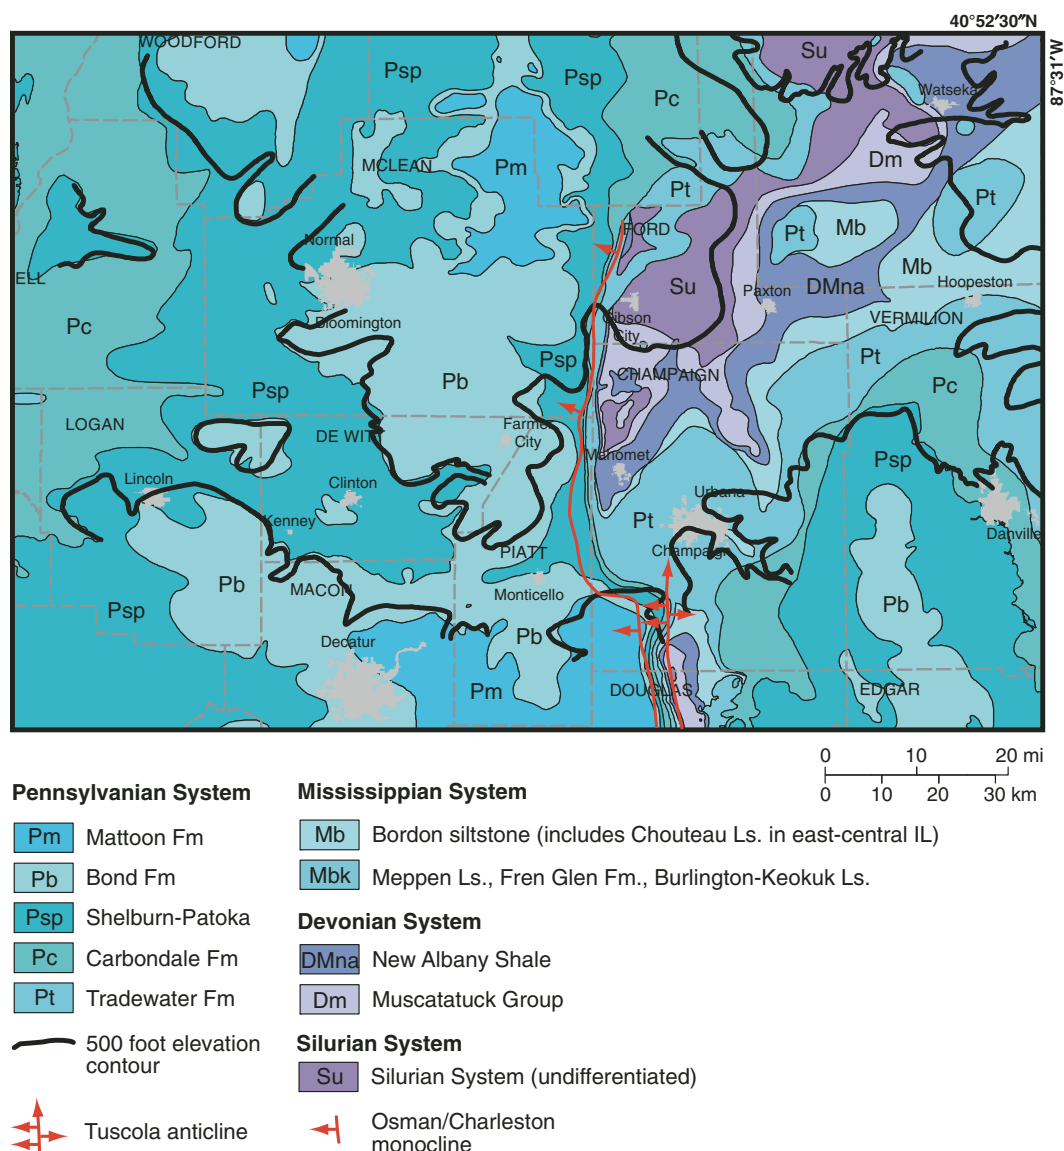 40°52′30″N
87°31′W
WOODFORD
Psp
Psp
Su
Pc
Watseka
MCLEAN
Pm
Dm
Pt
Pt
Normal
FORD
Pt
Mb
ELL
Su
DMna
Mb
Hoopeston
Paxton
Pc
Bloomington
Gibson
City
VERMILION
Psp
Pt
Psp
Pb
CHAMPAIGN
Pc
LOGAN
DE WIT
Farmer
City
Mahomet
Psp
Lincoln
Clinton
Urbana
Kenney
Pt
Danville
PIATT
Champaign
Pb
MACON
Monticello
Pb
Psp
Decatur
Pb
Pm
DOUGLAS
EDGAR
0 10 20 mi
0 10 20 30 km
Pennsylvanian System
Pm Mattoon Fm
Pb Bond Fm
Psp Shelburn-Patoka
Pc Carbondale Fm
Pt Tradewater Fm
500 foot elevation
contour
Tuscola anticline
Mississippian System
Mb Bordon siltstone (includes Chouteau Ls. in east-central IL)
Mbk Meppen Ls., Fren Glen Fm., Burlington-Keokuk Ls.
Devonian System
DMna New Albany Shale
Dm Muscatatuck Group
Silurian System
Su Silurian System (undifferentiated)
Osman/Charleston
monocline